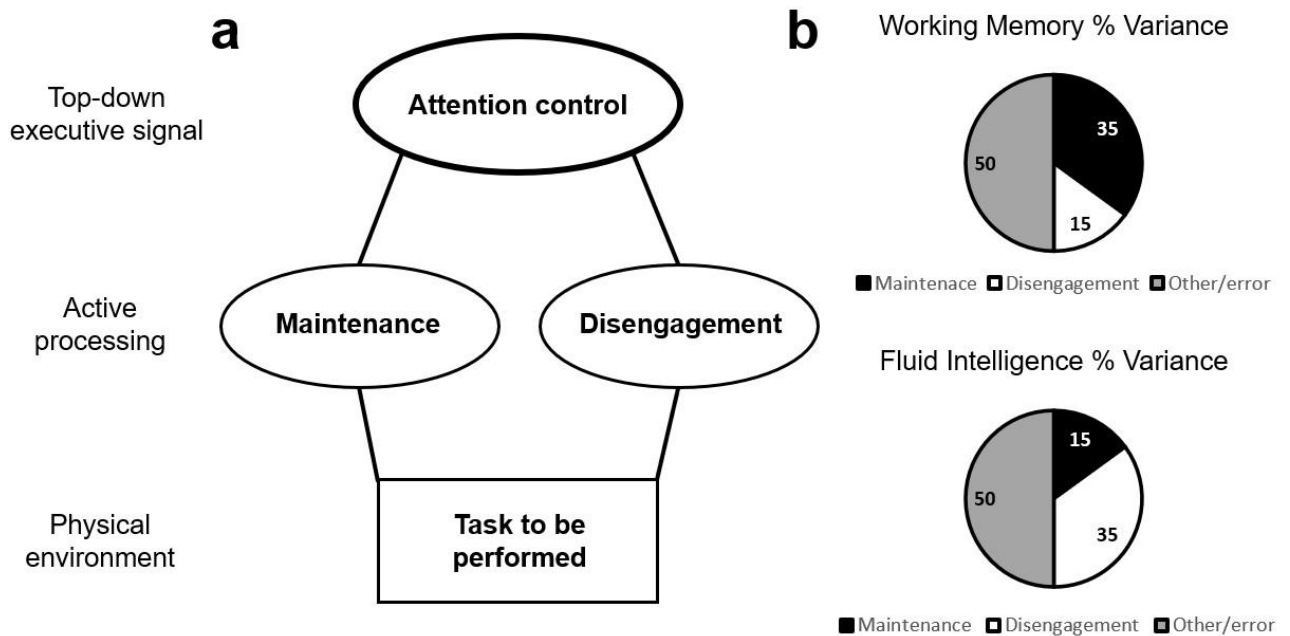 a
Top-down
executive signal
Attention control
Active
processing
Maintenance
Disengagement
Physical
environment
Task to be
performed
b
Working Memory % Variance
35
50
15
Maintenace Disengagement Other/error
Fluid Intelligence % Variance
15
50
35
Maintenance Disengagement Other/error